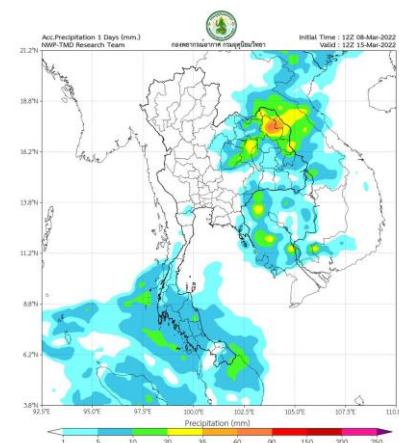 Acc.Precipitation 1 Days (mm.)
NWP-TMD Research Team
กองพยากรณ์อากาศ กรมอุตุนิยมวิทยา
Initial Time : 12Z 08-Mar-2022
Valid : 12Z 15-Mar-2022
21.2°N
18.8°N
16.2°N
13.8°N
11.2°N
8.8°N
6.2°N
3.8°N
92.5°E 95.0°E 97.5°E 100.0°E 102.5°E 105.0°E 107.5°E 110.0°E
Precipitation (mm)
1 5 10 20 35 60 90 150 200 250